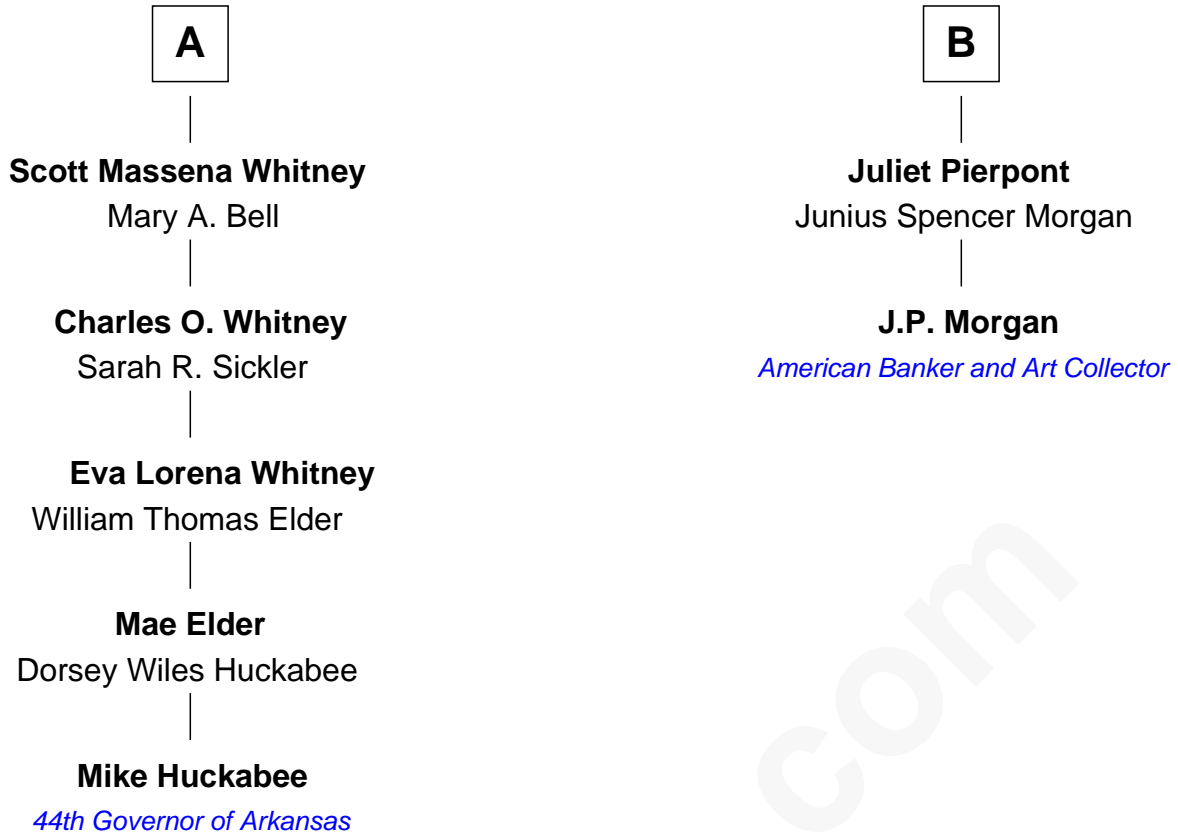 A
Scott Massena Whitney
Mary A. Bell
Charles O. Whitney
Sarah R. Sickler
Eva Lorena Whitney
William Thomas Elder
Mae Elder
Dorsey Wiles Huckabee
Mike Huckabee
44th Governor of Arkansas
B
Juliet Pierpont
Junius Spencer Morgan
J.P. Morgan
American Banker and Art Collector
com